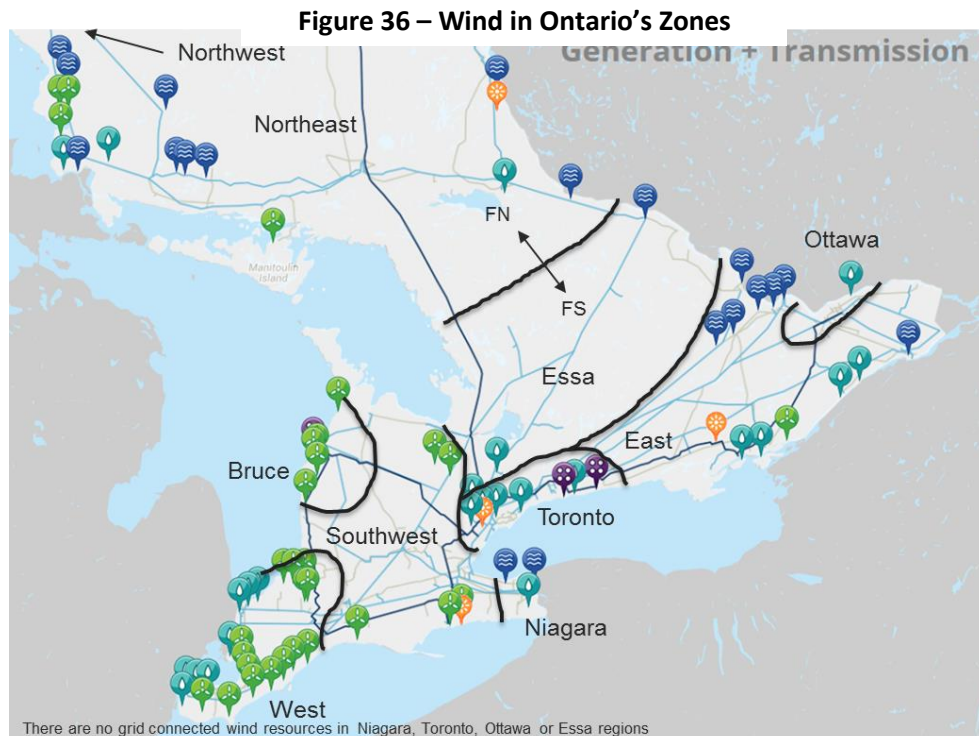 Figure 36 – Wind in Ontario's Zones
Generation + Transmission
Northwest
Northeast
FN
Manitoulin
Island
FS
Ottawa
Essa
East
Bruce
Southwest
Toronto
Niagara
West
There are no grid connected wind resources in Niagara, Toronto, Ottawa or Essa regions